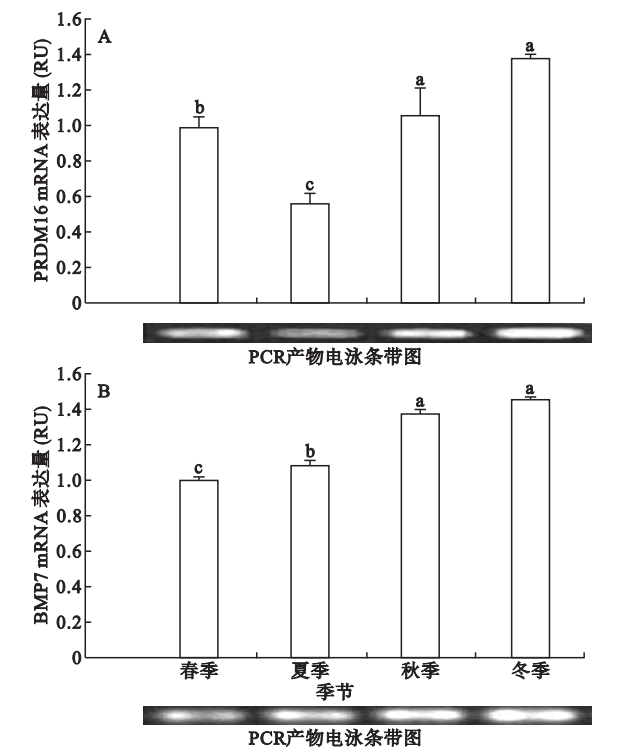 A
PRDM16 mRNA 表达量 (RU)
1.6
1.4
1.2
1.0
0.8
0.6
0.4
0.2
0
b
c
a
a
PCR产物电泳条带图
B
BMP7 mRNA 表达量 (RU)
1.6
1.4
1.2
1.0
0.8
0.6
0.4
0.2
0
c
b
a
a
春季 夏季 秋季 冬季
季节
PCR产物电泳条带图